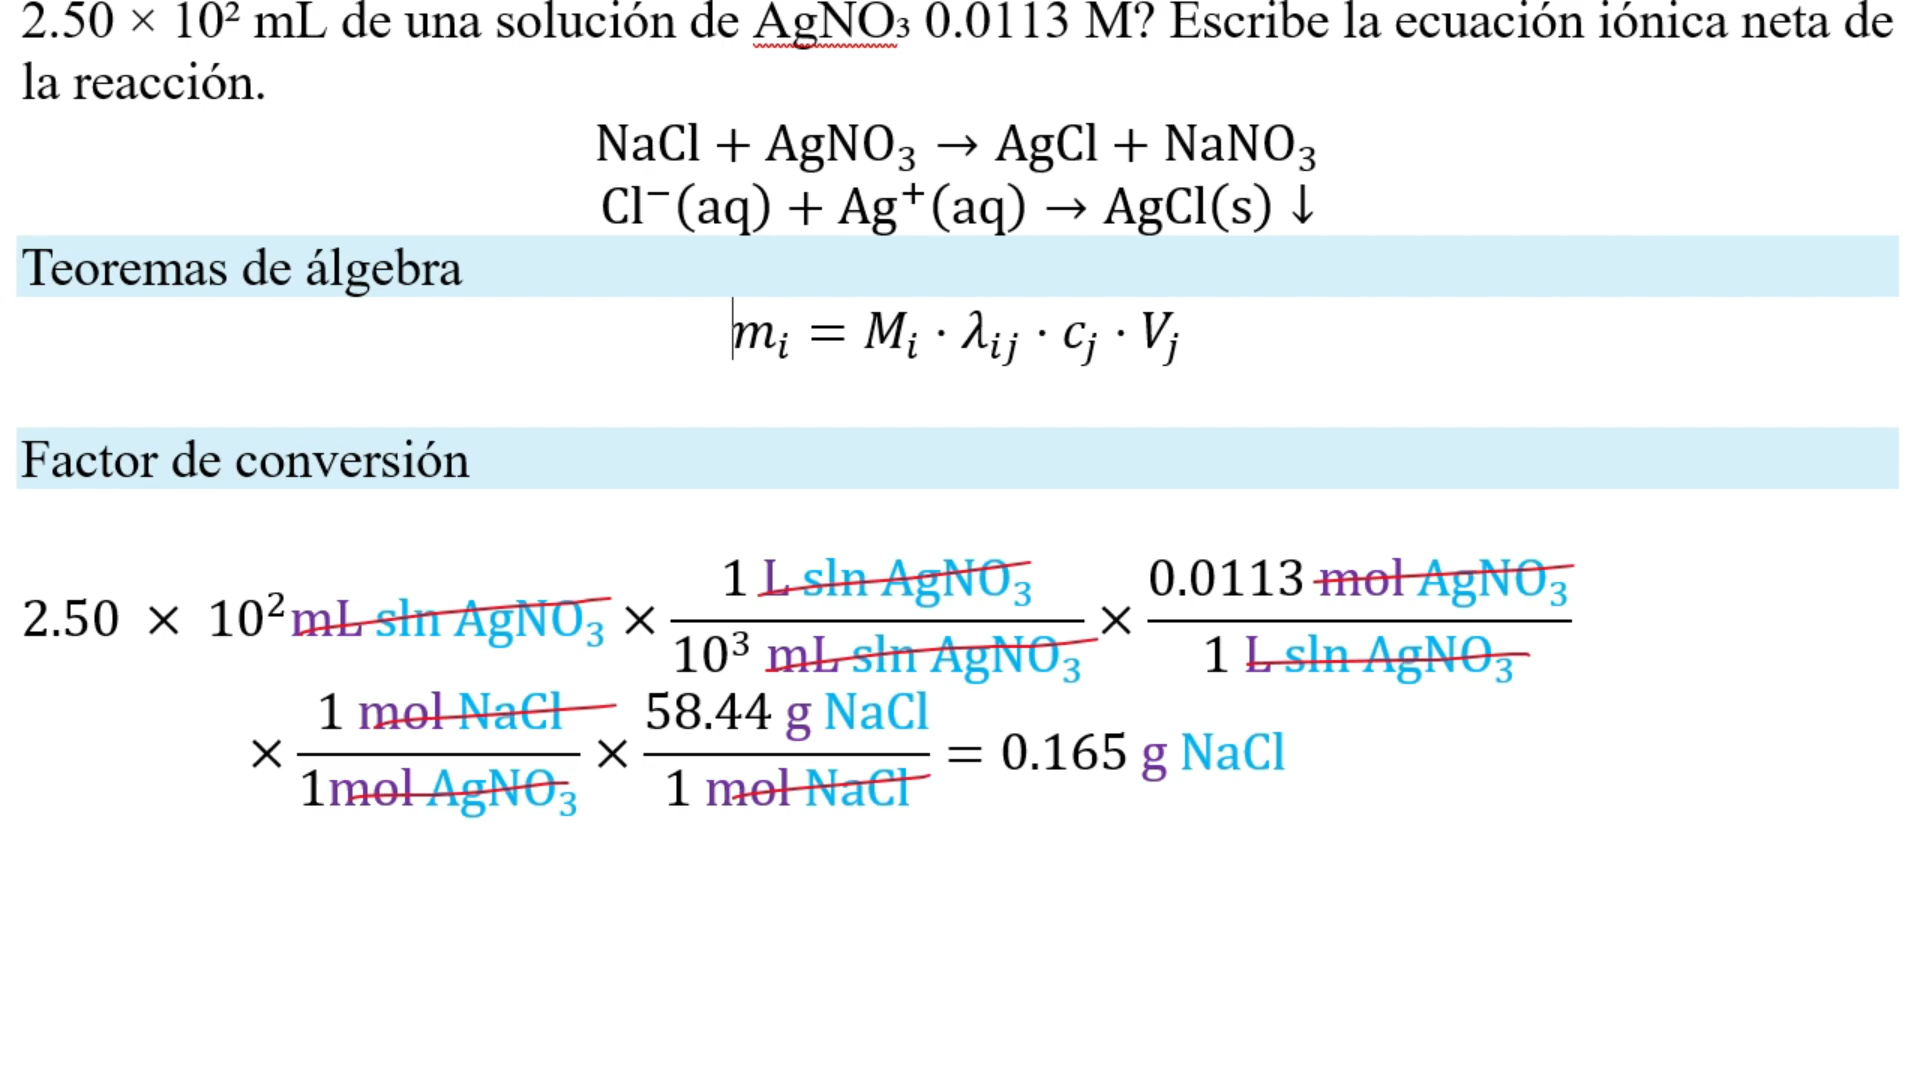 2.50 × 10² mL de una solución de AgNO₃ 0.0113 M? Escribe la ecuación iónica neta de
la reacción.
NaCl + AgNO₃ → AgCl + NaNO₃
Cl⁻(aq) + Ag⁺(aq) → AgCl(s) ↓
Teoremas de álgebra
mᵢ = Mᵢ · λᵢⱼ · cⱼ · Vⱼ
Factor de conversión
2.50 × 10² mL sln AgNO₃ × 1 L sln AgNO₃ / 10³ mL sln AgNO₃ × 0.0113 mol AgNO₃ / 1 L sln AgNO₃
× 1 mol NaCl / 1mol AgNO₃ × 58.44 g NaCl / 1 mol NaCl = 0.165 g NaCl